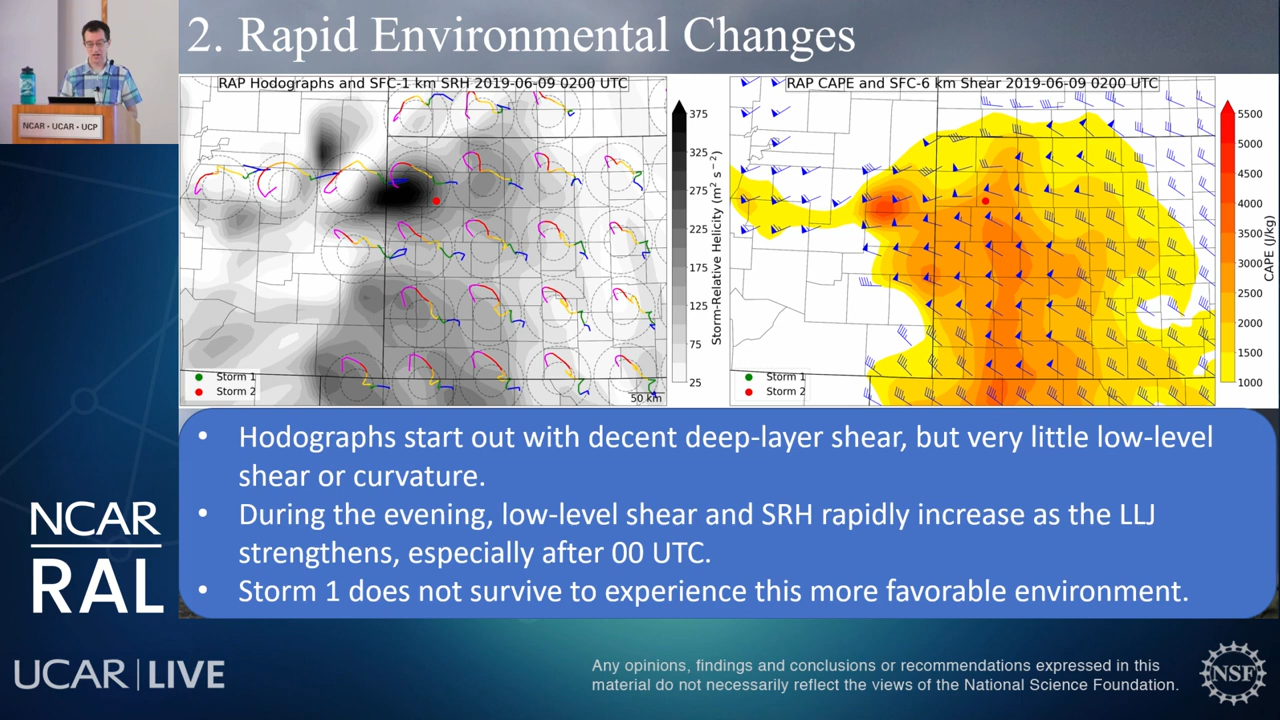 2. Rapid Environmental Changes
NCAR • UCAR • UCP
RAP Hodographs and SFC-1 km SRH 2019-06-09 0200 UTC
375
325
275
225
175
125
75
25
Storm-Relative Helicity (m² s⁻²)
Storm 1
Storm 2
50 km
RAP CAPE and SFC-6 km Shear 2019-06-09 0200 UTC
5500
5000
4500
4000
3500
3000
2500
2000
1500
1000
CAPE (J/kg)
Storm 1
Storm 2
• Hodographs start out with decent deep-layer shear, but very little low-level
shear or curvature.
• During the evening, low-level shear and SRH rapidly increase as the LLJ
strengthens, especially after 00 UTC.
• Storm 1 does not survive to experience this more favorable environment.
NCAR
RAL
UCAR | LIVE
Any opinions, findings and conclusions or recommendations expressed in this
material do not necessarily reflect the views of the National Science Foundation.
NSF